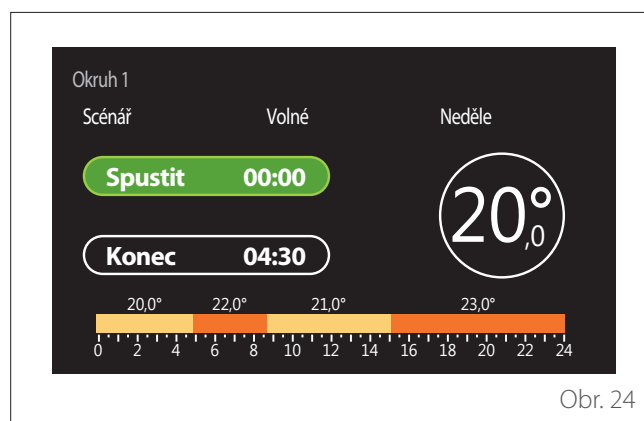 Okruh 1
Scénář Volné Neděle
Spustit 00:00
20°,0
Konec 04:30
20,0° 22,0° 21,0° 23,0°
0 2 4 6 8 10 12 14 16 18 20 22 24
Obr. 24